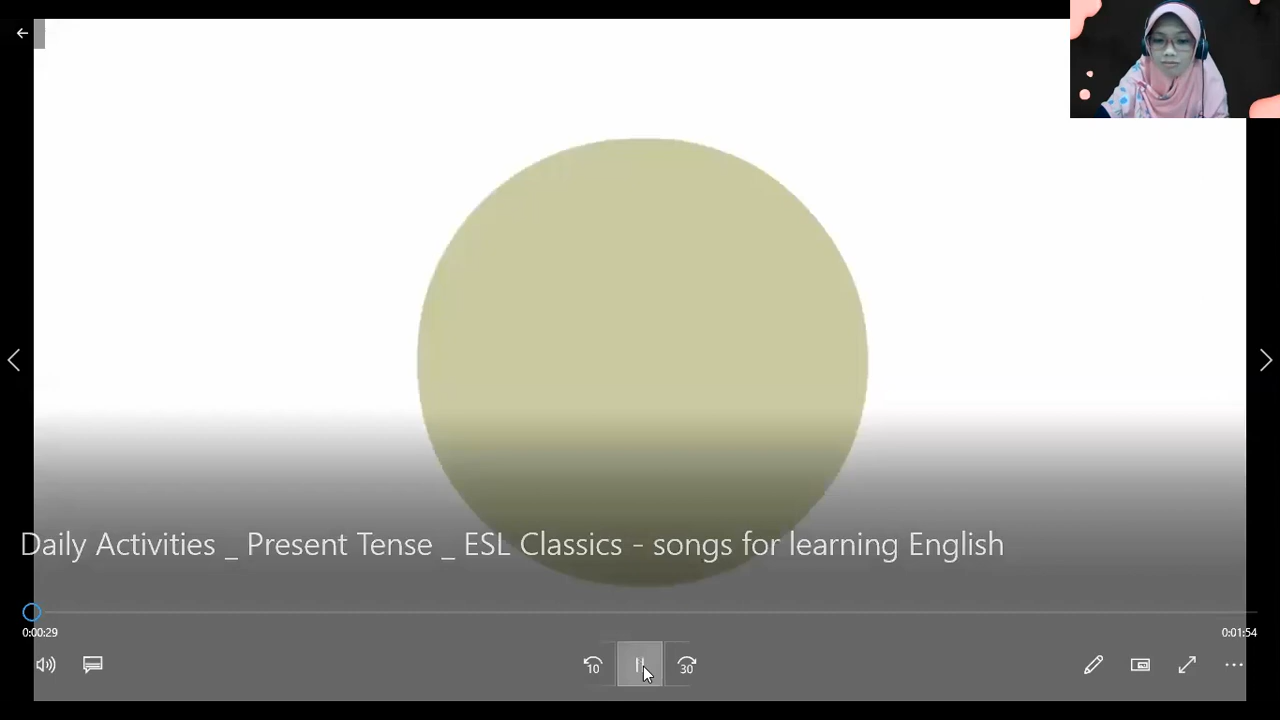 Daily Activities _ Present Tense _ ESL Classics - songs for learning English
0:00:29
0:01:54
10
30